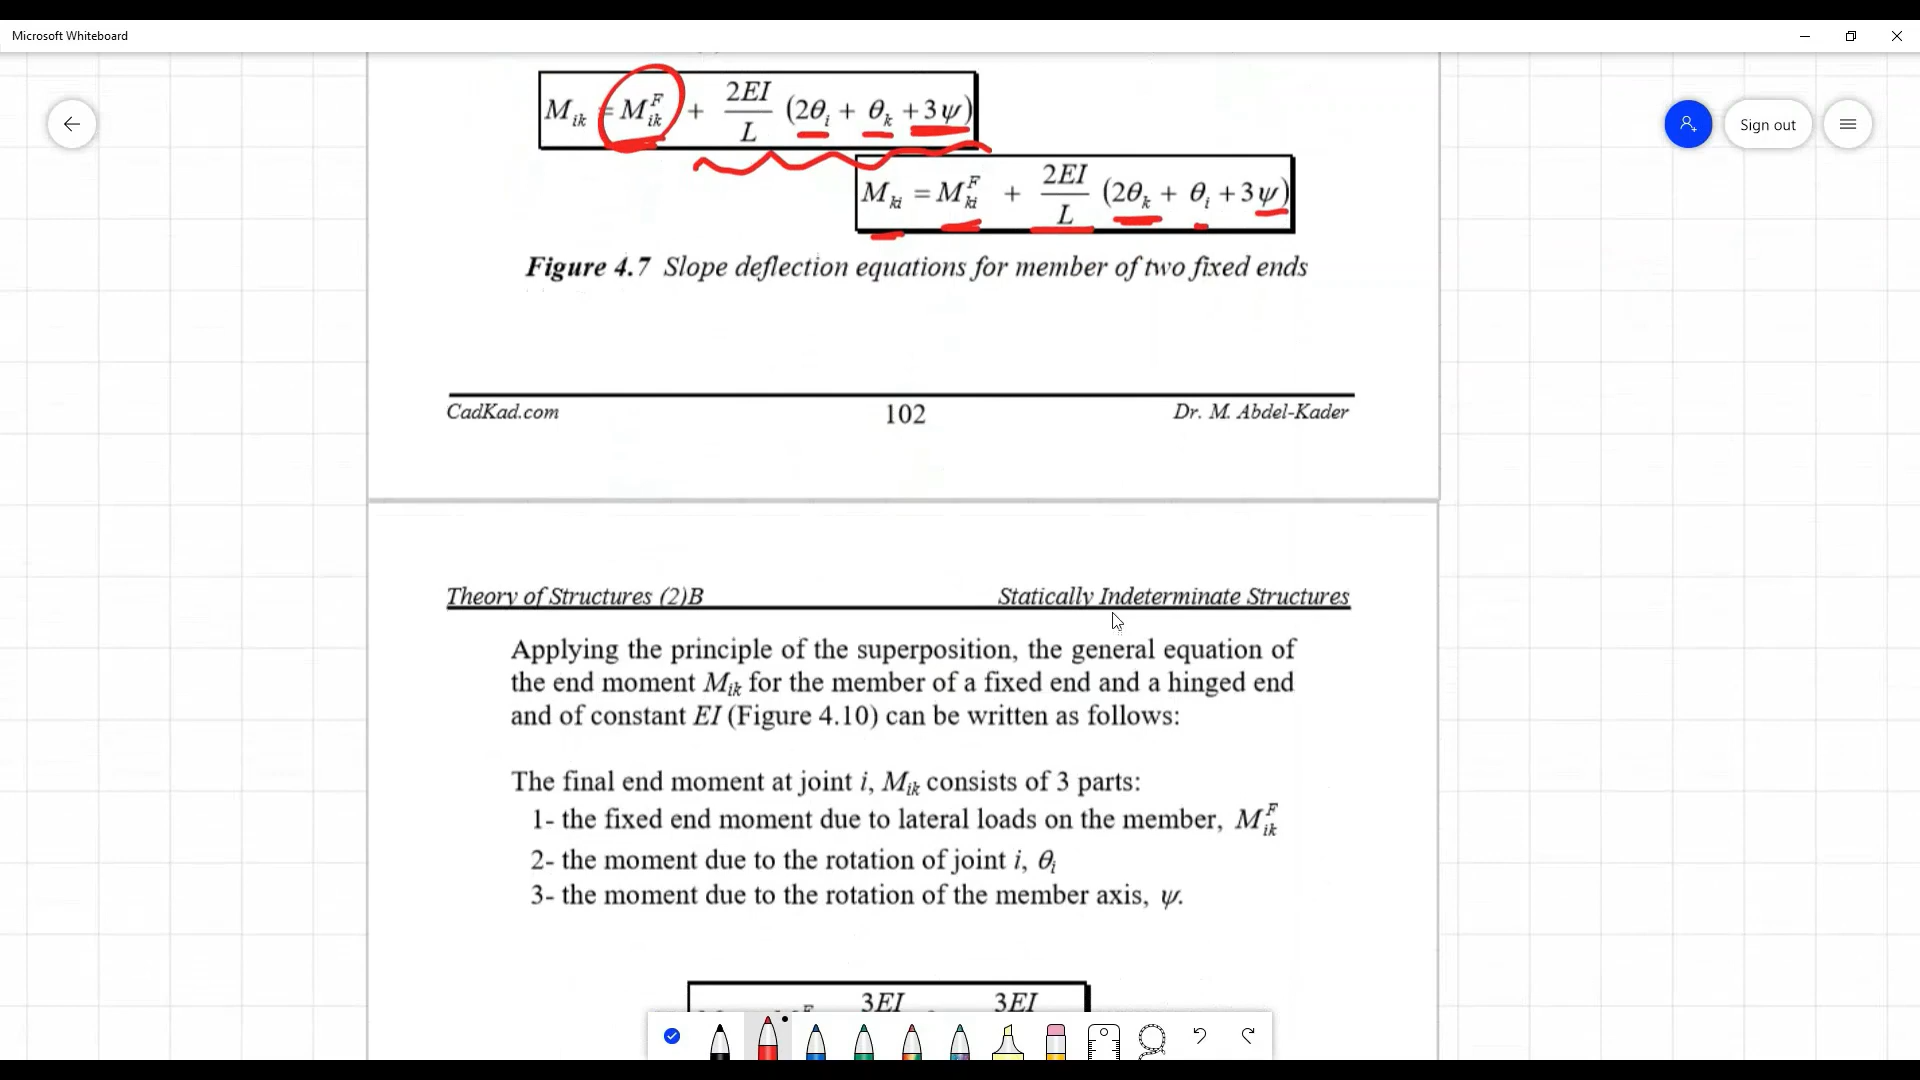 Microsoft Whiteboard
Sign out
M_ik = M_ik^F + 2EI/L (2θ_i + θ_k + 3ψ)
M_ki = M_ki^F + 2EI/L (2θ_k + θ_i + 3ψ)
Figure 4.7 Slope deflection equations for member of two fixed ends
CadKad.com 102 Dr. M. Abdel-Kader
Theory of Structures (2)B Statically Indeterminate Structures
Applying the principle of the superposition, the general equation of
the end moment M_ik for the member of a fixed end and a hinged end
and of constant EI (Figure 4.10) can be written as follows:
The final end moment at joint i, M_ik consists of 3 parts:
1- the fixed end moment due to lateral loads on the member, M_ik^F
2- the moment due to the rotation of joint i, θ_i
3- the moment due to the rotation of the member axis, ψ.
3EI 3EI